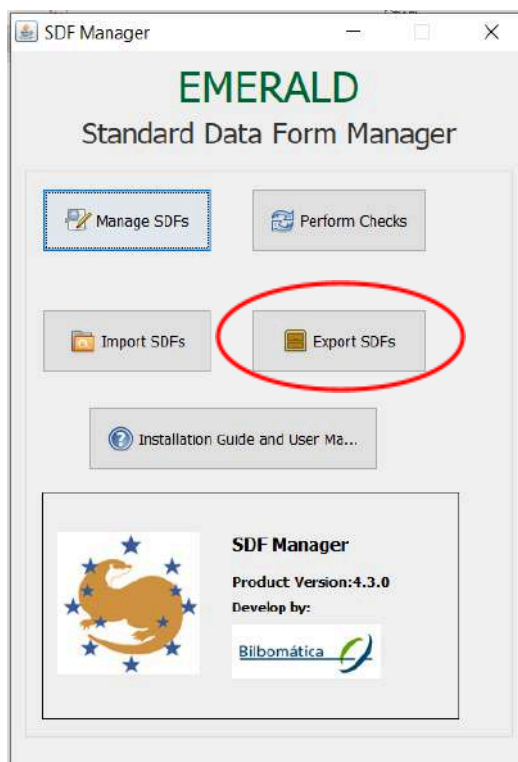 SDF Manager
EMERALD
Standard Data Form Manager
Manage SDFs
Perform Checks
Import SDFs
Export SDFs
Installation Guide and User Ma...
SDF Manager
Product Version:4.3.0
Develop by:
Bilbomática